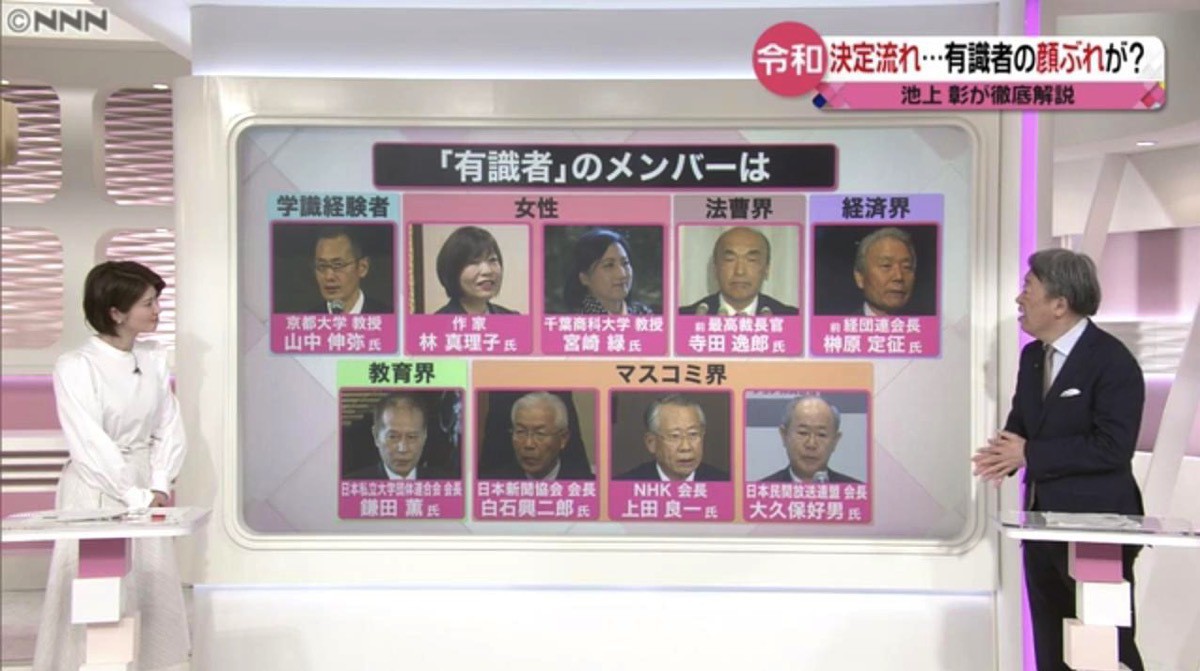 ©NNN
令和
決定流れ…有識者の顔ぶれが?
池上 彰が徹底解説
「有識者」のメンバーは
学識経験者
女性
法曹界
経済界
京都大学 教授
山中 伸弥氏
作家
林 真理子氏
千葉商科大学 教授
宮崎 緑氏
前 最高裁長官
寺田 逸郎氏
前 経団連会長
榊原 定征氏
教育界
マスコミ界
日本私立大学団体連合会 会長
鎌田 薫氏
日本新聞協会 会長
白石興二郎氏
NHK 会長
上田 良一氏
日本民間放送連盟 会長
大久保好男氏